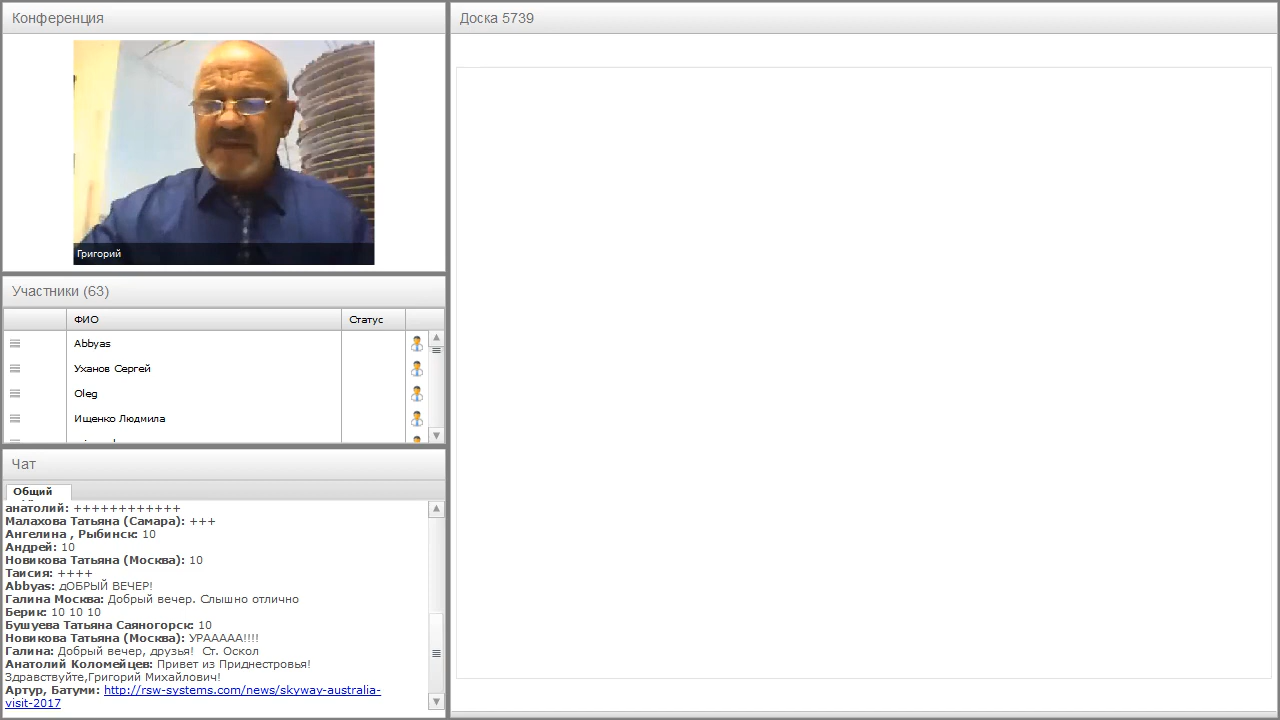 Конференция
Григорий
Участники (63)
ФИО
Статус
Abbyas
Уханов Сергей
Oleg
Ищенко Людмила
Чат
Общий
анатолий: ++++++++++++
Малахова Татьяна (Самара): +++
Ангелина , Рыбинск: 10
Андрей: 10
Новикова Татьяна (Москва): 10
Таисия: ++++
Abbyas: дОБРЫЙ ВЕЧЕР!
Галина Москва: Добрый вечер. Слышно отлично
Берик: 10 10 10
Бушуева Татьяна Саяногорск: 10
Новикова Татьяна (Москва): УРААААА!!!!
Галина: Добрый вечер, друзья!  Ст. Оскол
Анатолий Коломейцев: Привет из Приднестровья!
Здравствуйте,Григорий Михайлович!
Артур, Батуми: http://rsw-systems.com/news/skyway-australia-
visit-2017
Доска 5739